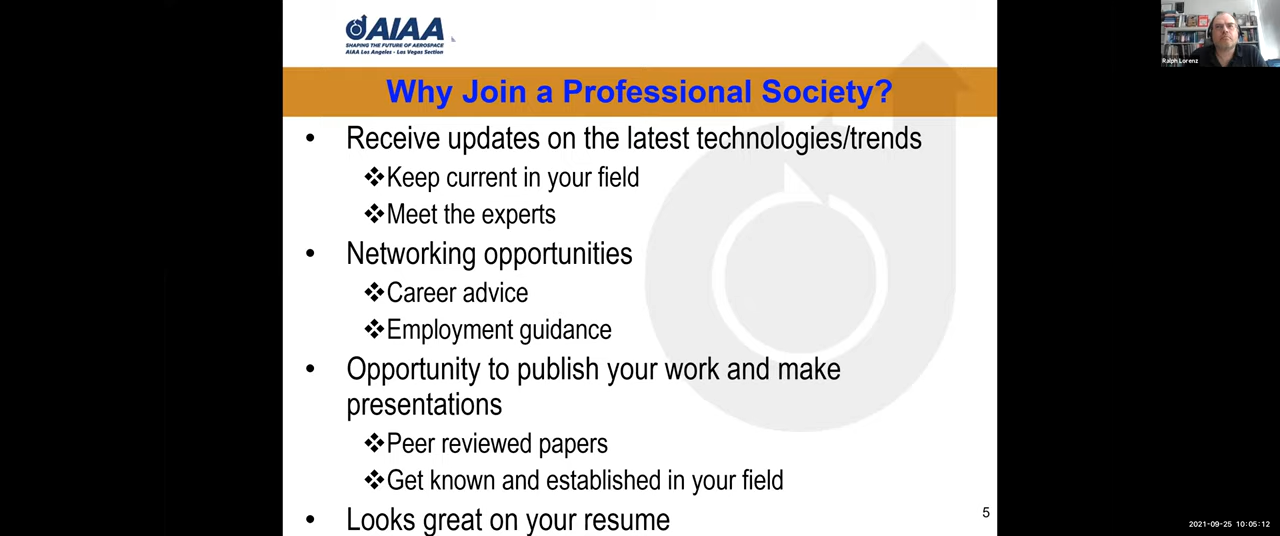 AIAA
SHAPING THE FUTURE OF AEROSPACE
AIAA Los Angeles - Las Vegas Section
Ralph Lorenz
Why Join a Professional Society?
• Receive updates on the latest technologies/trends
❖Keep current in your field
❖Meet the experts
• Networking opportunities
❖Career advice
❖Employment guidance
• Opportunity to publish your work and make
presentations
❖Peer reviewed papers
❖Get known and established in your field
• Looks great on your resume
5
2021-09-25 10:05:12